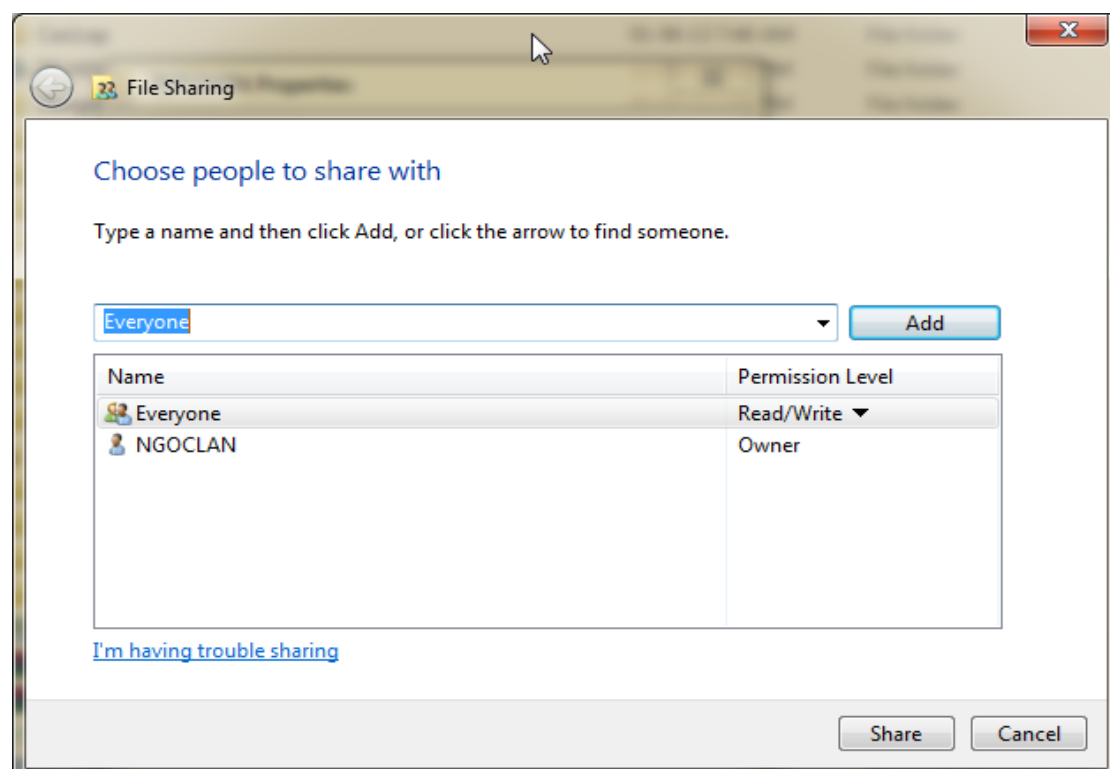 File Sharing
Choose people to share with
Type a name and then click Add, or click the arrow to find someone.
Everyone Add
Name Permission Level
Everyone Read/Write
NGOCLAN Owner
I'm having trouble sharing
Share Cancel